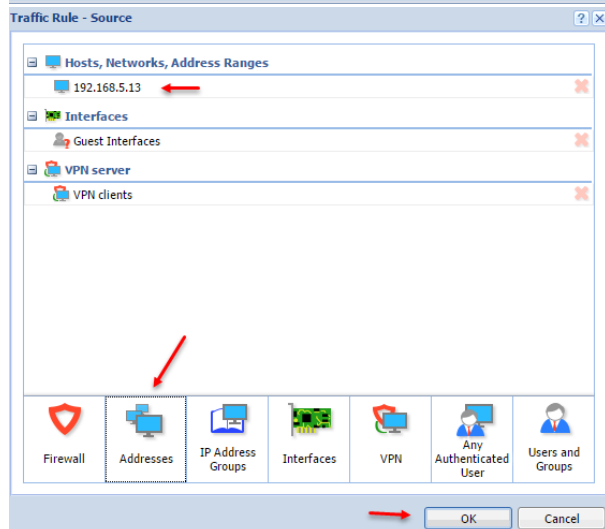 Traffic Rule - Source
Hosts, Networks, Address Ranges
192.168.5.13
Interfaces
Guest Interfaces
VPN server
VPN clients
Firewall
Addresses
IP Address
Groups
Interfaces
VPN
Any
Authenticated
User
Users and
Groups
OK
Cancel